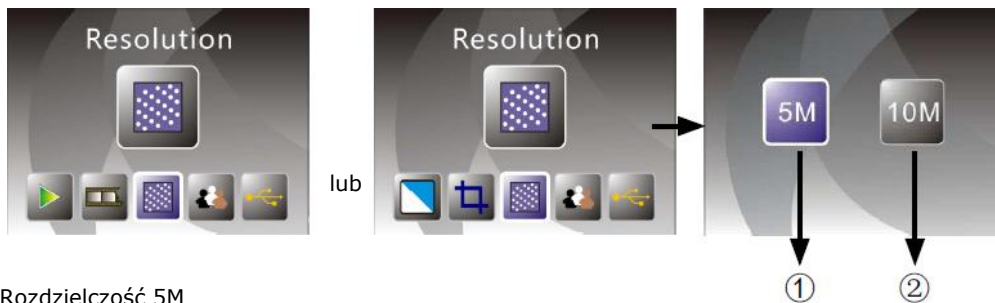 Resolution
lub
Resolution
5M
10M
①
②
Rozdzielczość 5M